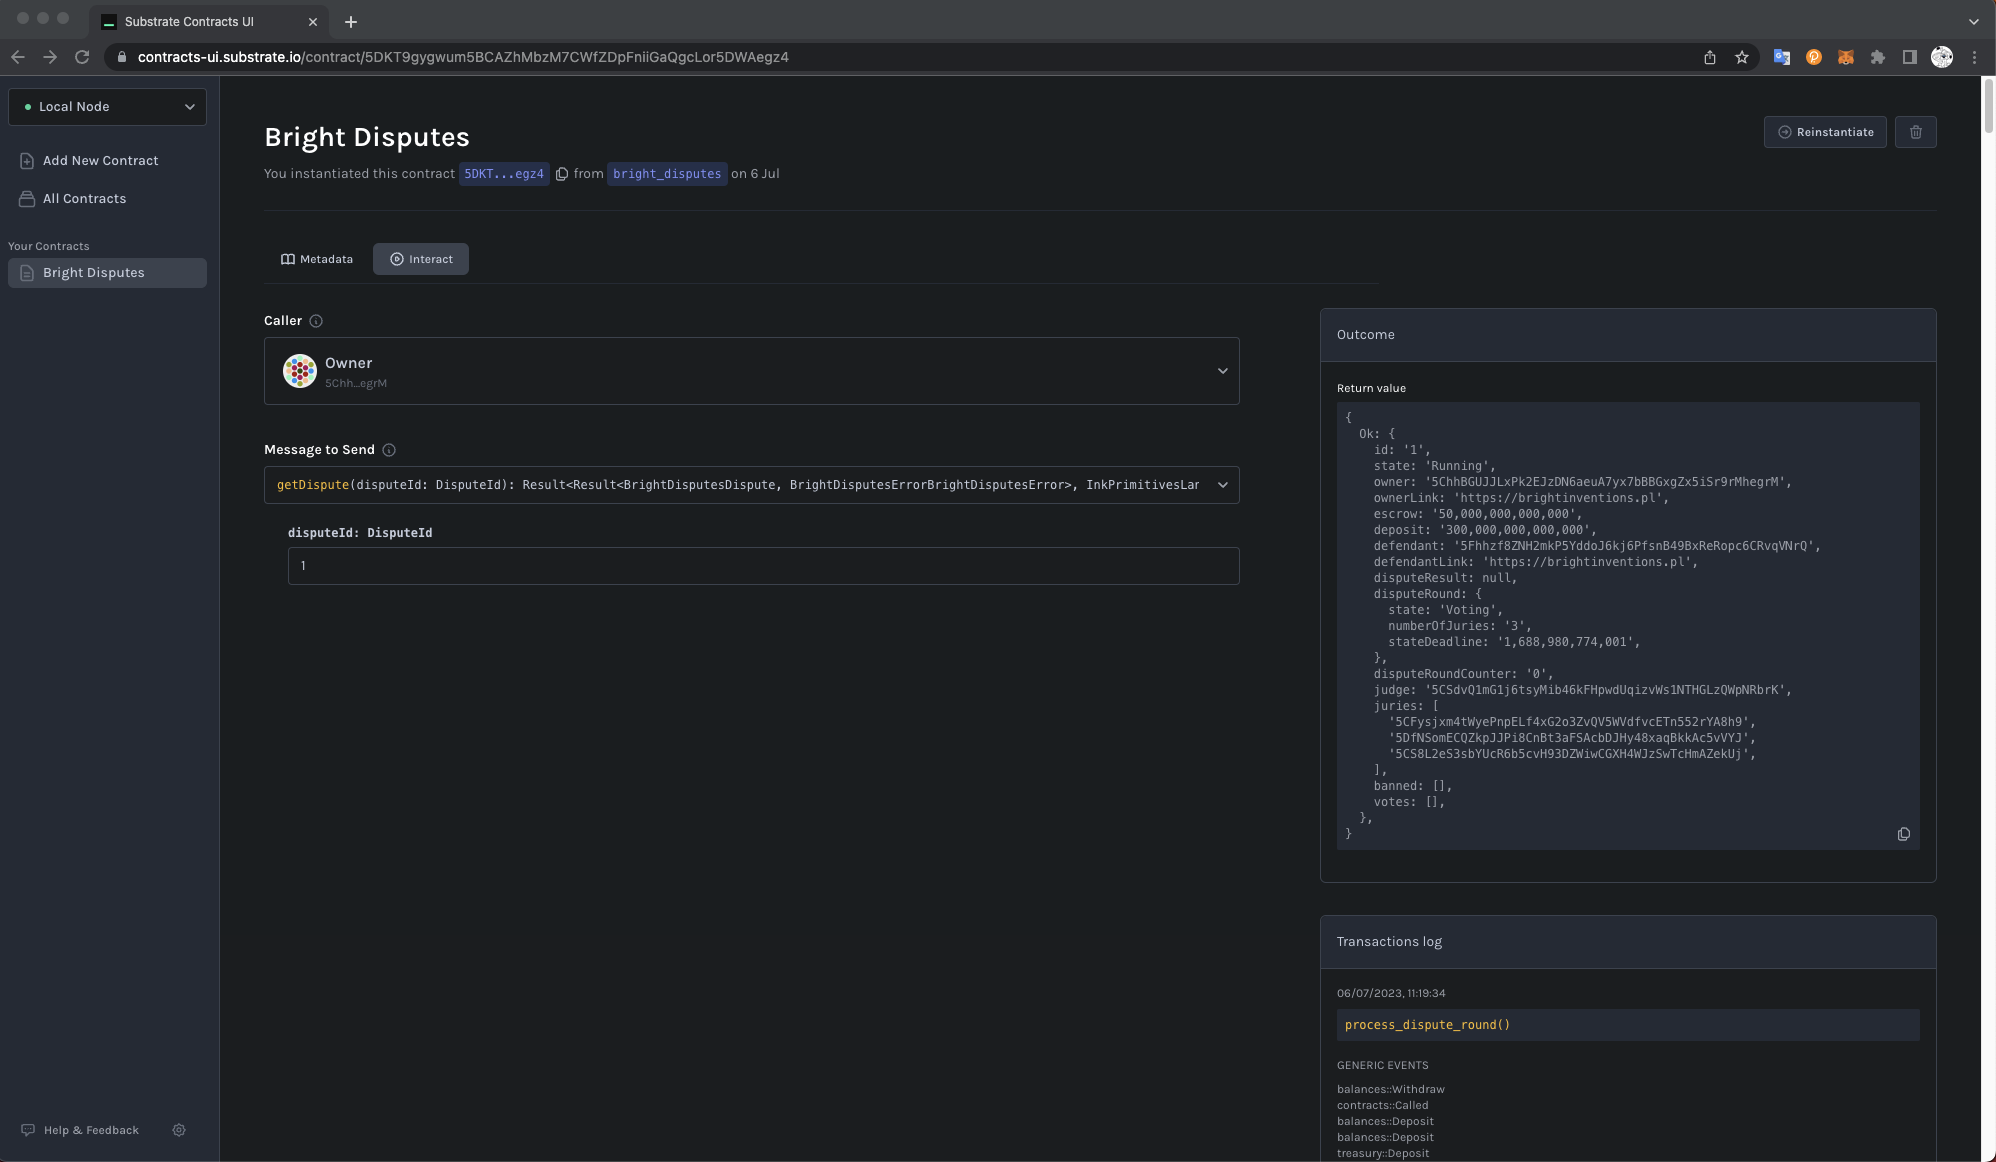 Substrate Contracts UI
contracts-ui.substrate.io/contract/5DKT9gygwum5BCAZhMbzM7CWfZDpFniiGaQgcLor5DWAegz4
Local Node
Add New Contract
All Contracts
Your Contracts
Bright Disputes
Help & Feedback
Bright Disputes
You instantiated this contract 5DKT...egz4 from bright_disputes on 6 Jul
Reinstantiate
Metadata
Interact
Caller
Owner
5Chh...egrM
Message to Send
getDispute(disputeId: DisputeId): Result<Result<BrightDisputesDispute, BrightDisputesErrorBrightDisputesError>, InkPrimitivesLar
disputeId: DisputeId
1
Outcome
Return value
{
Ok: {
id: '1',
state: 'Running',
owner: '5ChhBGUJJLxPk2EJzDN6aeuA7yx7bBBGxgZx5iSr9rMhegrM',
ownerLink: 'https://brightinventions.pl',
escrow: '50,000,000,000,000',
deposit: '300,000,000,000,000',
defendant: '5Fhhzf8ZNH2mkP5YddoJ6kj6PfsnB49BxReRopc6CRvqVNrQ',
defendantLink: 'https://brightinventions.pl',
disputeResult: null,
disputeRound: {
state: 'Voting',
numberOfJuries: '3',
stateDeadline: '1,688,980,774,001',
},
disputeRoundCounter: '0',
judge: '5CSdvQ1mG1j6tsyMib46kFHpwdUqizvWs1NTHGLzQWpNRbrK',
juries: [
'5CFysjxm4tWyePnpELf4xG2o3ZvQV5WVdfvcETn552rYA8h9',
'5DfNSomECQZkpJJPi8CnBt3aFSAcbDJHy48xaqBkkAc5vVYJ',
'5CS8L2eS3sbYUcR6b5cvH93DZWiwCGXH4WJzSwTcHmAZekUj',
],
banned: [],
votes: [],
},
}
Transactions log
06/07/2023, 11:19:34
process_dispute_round()
GENERIC EVENTS
balances::Withdraw
contracts::Called
balances::Deposit
balances::Deposit
treasury::Deposit